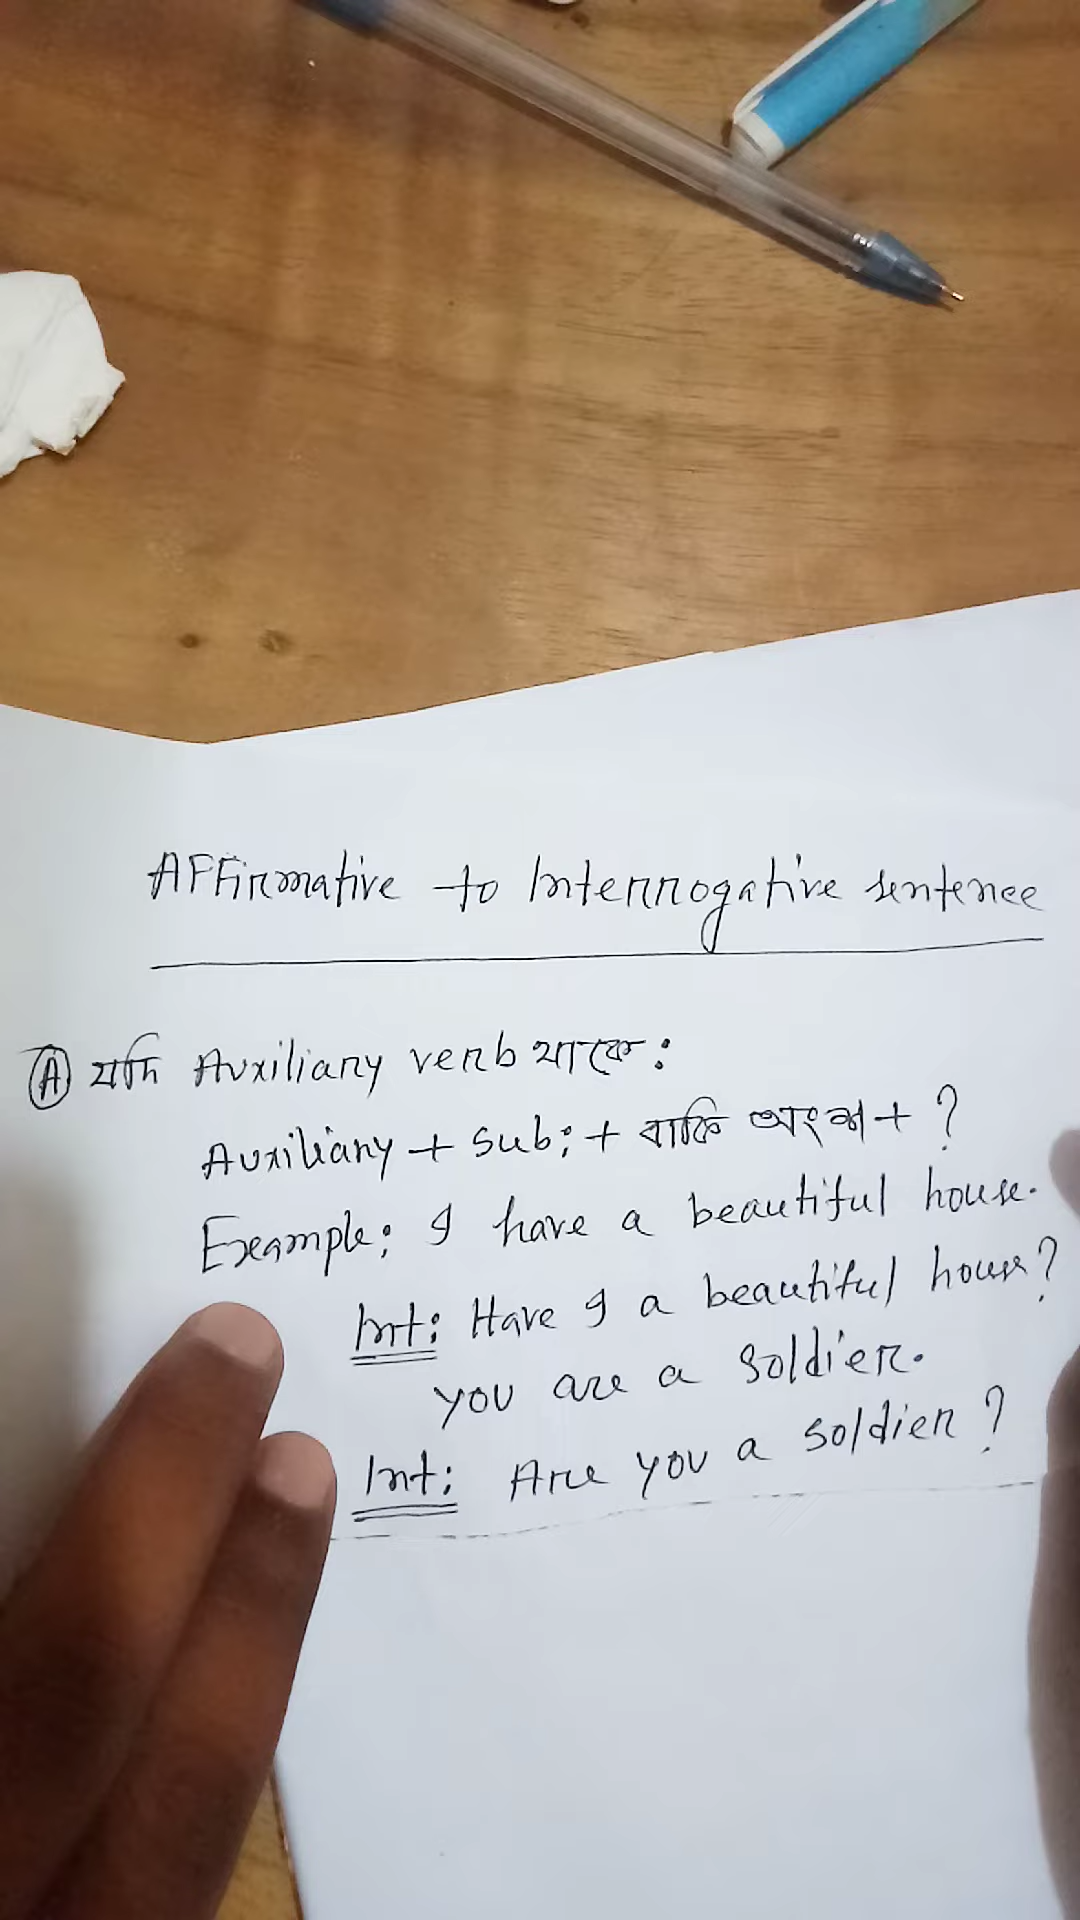 Affirmative to Interrogative sentence
Ⓐ যদি Auxiliary verb থাকে:
Auxiliary + Sub: + বাকি অংশ + ?
Example: I have a beautiful house.
Int: Have I a beautiful house?
you are a soldier.
Int: Are you a soldier?